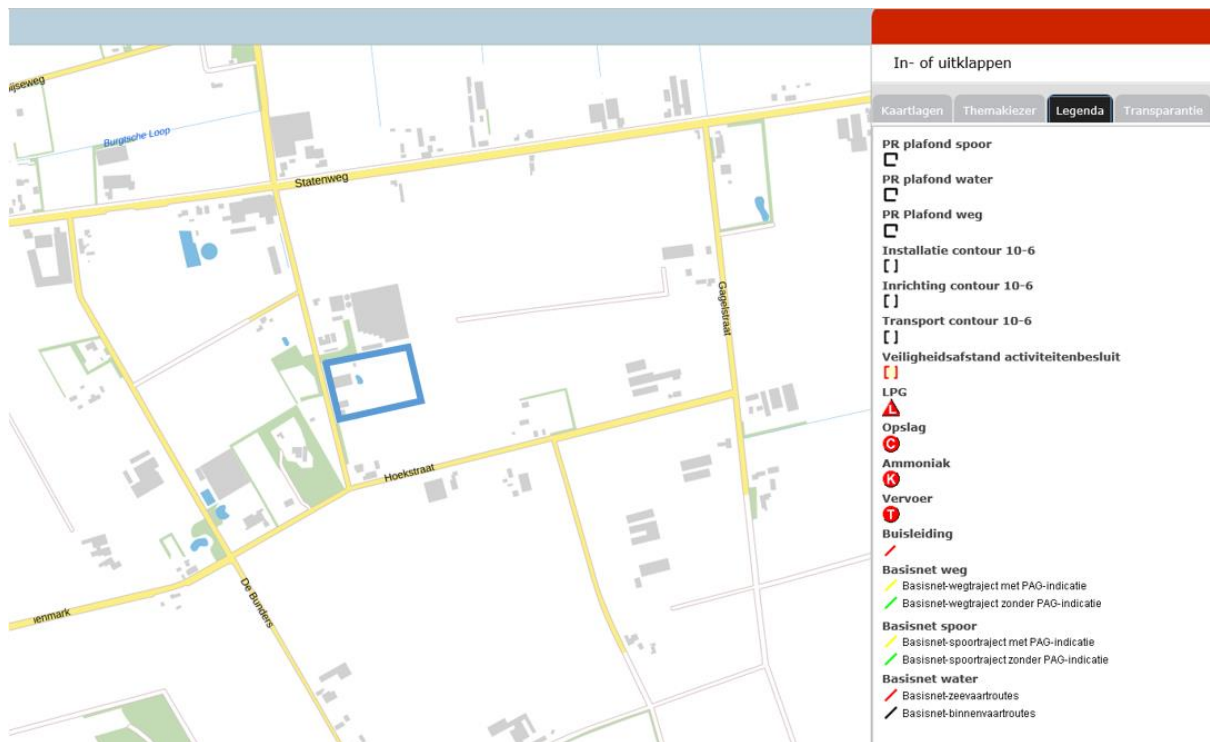 In- of uitklappen
Kaartlagen Themakiezer Legenda Transparantie
ijseweg
Burgtsche Loop
Statenweg
Gagelstraat
Hoekstraat
De Bunders
ienmark
PR plafond spoor
PR plafond water
PR Plafond weg
Installatie contour 10-6
Inrichting contour 10-6
Transport contour 10-6
Veiligheidsafstand activiteitenbesluit
LPG
L
Opslag
C
Ammoniak
K
Vervoer
T
Buisleiding
Basisnet weg
Basisnet-wegtraject met PAG-indicatie
Basisnet-wegtraject zonder PAG-indicatie
Basisnet spoor
Basisnet-spoortraject met PAG-indicatie
Basisnet-spoortraject zonder PAG-indicatie
Basisnet water
Basisnet-zeevaartroutes
Basisnet-binnenvaartroutes